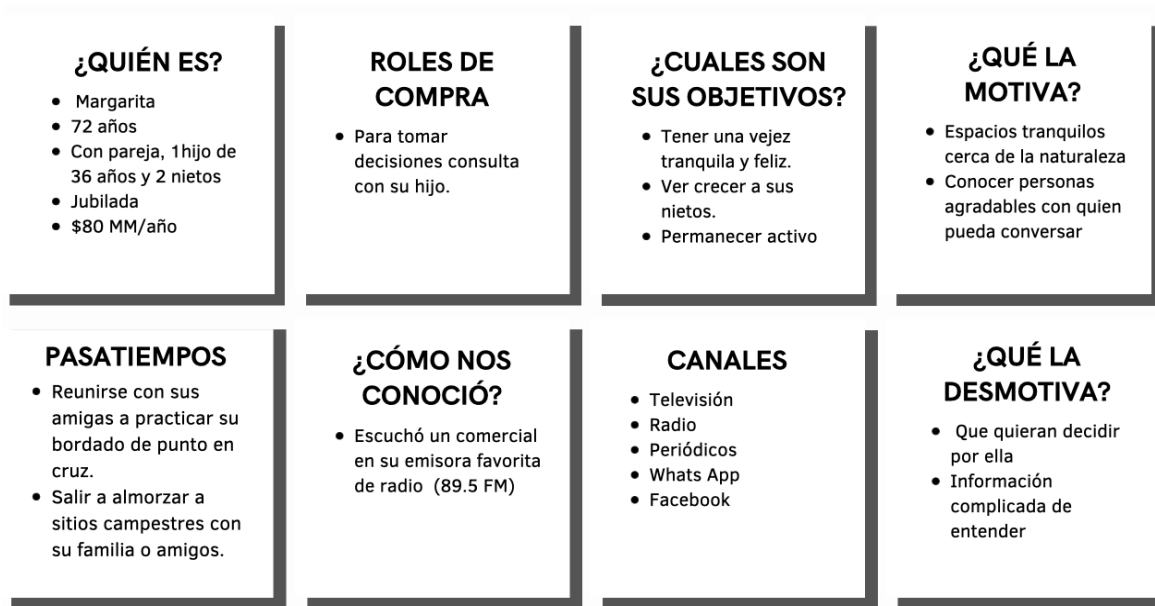 ¿QUIÉN ES?
• Margarita
• 72 años
• Con pareja, 1hijo de
36 años y 2 nietos
• Jubilada
• $80 MM/año
ROLES DE
COMPRA
• Para tomar
decisiones consulta
con su hijo.
¿CUALES SON
SUS OBJETIVOS?
• Tener una vejez
tranquila y feliz.
• Ver crecer a sus
nietos.
• Permanecer activo
¿QUÉ LA
MOTIVA?
• Espacios tranquilos
cerca de la naturaleza
• Conocer personas
agradables con quien
pueda conversar
PASATIEMPOS
• Reunirse con sus
amigas a practicar su
bordado de punto en
cruz.
• Salir a almorzar a
sitios campestres con
su familia o amigos.
¿CÓMO NOS
CONOCIÓ?
• Escuchó un comercial
en su emisora favorita
de radio (89.5 FM)
CANALES
• Televisión
• Radio
• Periódicos
• Whats App
• Facebook
¿QUÉ LA
DESMOTIVA?
• Que quieran decidir
por ella
• Información
complicada de
entender